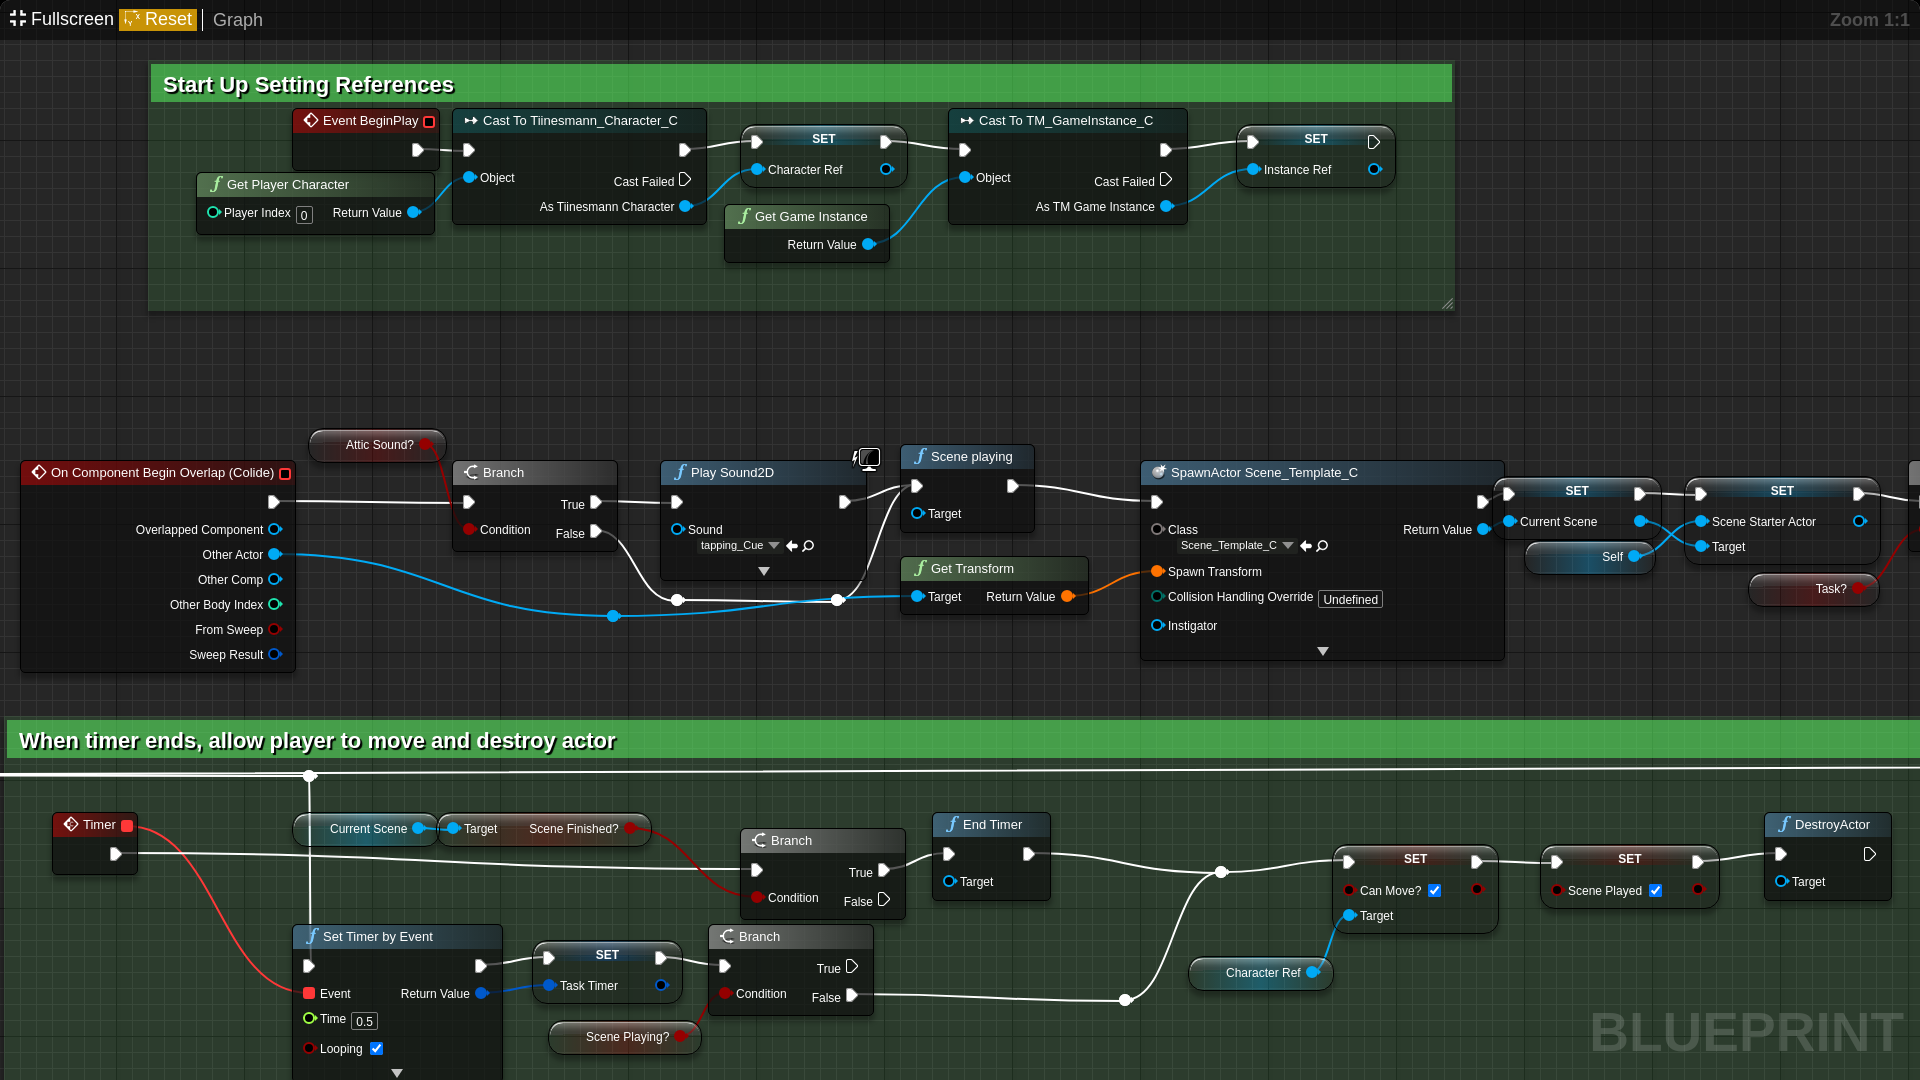 Fullscreen Reset Graph Zoom 1:1
Start Up Setting References
Event BeginPlay
Get Player Character
Player Index 0 Return Value
Cast To Tiinesmann_Character_C
Object
Cast Failed
As Tiinesmann Character
SET
Character Ref
Get Game Instance
Return Value
Cast To TM_GameInstance_C
Object
Cast Failed
As TM Game Instance
SET
Instance Ref
On Component Begin Overlap (Colide)
Overlapped Component
Other Actor
Other Comp
Other Body Index
From Sweep
Sweep Result
Attic Sound?
Branch
True
Condition
False
Play Sound2D
Sound
tapping_Cue
Scene playing
Target
Get Transform
Target Return Value
SpawnActor Scene_Template_C
Class Return Value
Scene_Template_C
Spawn Transform
Collision Handling Override Undefined
Instigator
SET
Current Scene
Self
SET
Scene Starter Actor
Target
Task?
When timer ends, allow player to move and destroy actor
Timer
Current Scene
Target Scene Finished?
Branch
True
Condition
False
End Timer
Target
SET
Can Move?
Target
SET
Scene Played
DestroyActor
Target
Set Timer by Event
Event Return Value
Time 0.5
Looping
SET
Task Timer
Branch
True
Condition
False
Scene Playing?
Character Ref
BLUEPRINT